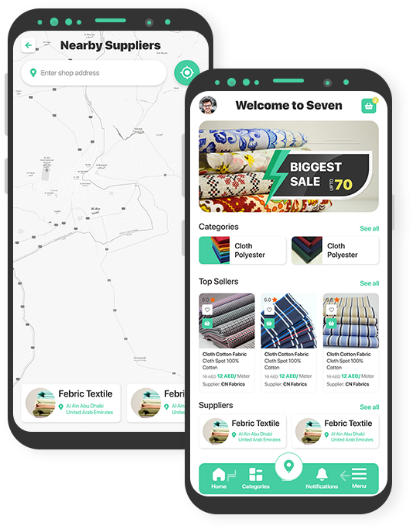 Nearby Suppliers
Enter shop address
Febric Textile
Al Ain Abu Dhabi
United Arab Emirates
Febric
Al Ain
United
Welcome to Seven
BIGGEST
SALE UPTO 70
Categories
See all
Cloth
Polyester
Cloth
Polyester
Top Sellers
See all
Cloth Cotton Fabric
Cloth Spot 100%
Cotton
12 AED/ Meter
Supplier: CN Fabrics
Cloth Cotton Fabric
Cloth Spot 100%
Cotton
12 AED/ Meter
Supplier: CN Fabrics
Cloth Cotton Fabric
Cloth Spot 100%
Cotton
12 AED/ Meter
Supplier: CN Fabrics
Suppliers
See all
Febric Textile
Al Ain Abu Dhabi
United Arab Emirates
Febric Textile
Al Ain Abu Dhabi
United Arab Emirates
Home
Categories
Notifications
Menu